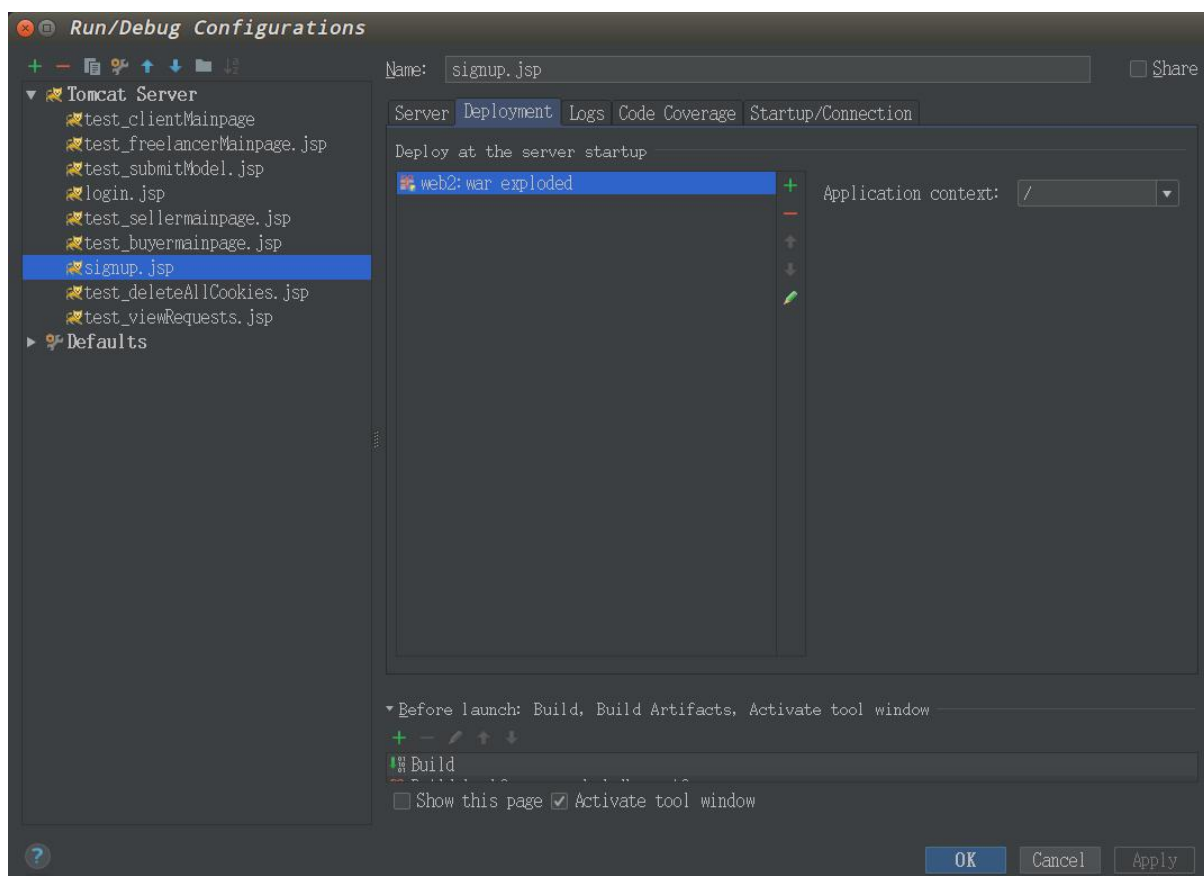 Run/Debug Configurations
Name: signup.jsp
Share
Tomcat Server
test_clientMainpage
test_freelancerMainpage.jsp
test_submitModel.jsp
login.jsp
test_sellermainpage.jsp
test_buyermainpage.jsp
signup.jsp
test_deleteAllCookies.jsp
test_viewRequests.jsp
Defaults
Server Deployment Logs Code Coverage Startup/Connection
Deploy at the server startup
web2:war exploded
Application context: /
Before launch: Build, Build Artifacts, Activate tool window
Build
Show this page Activate tool window
? OK Cancel Apply